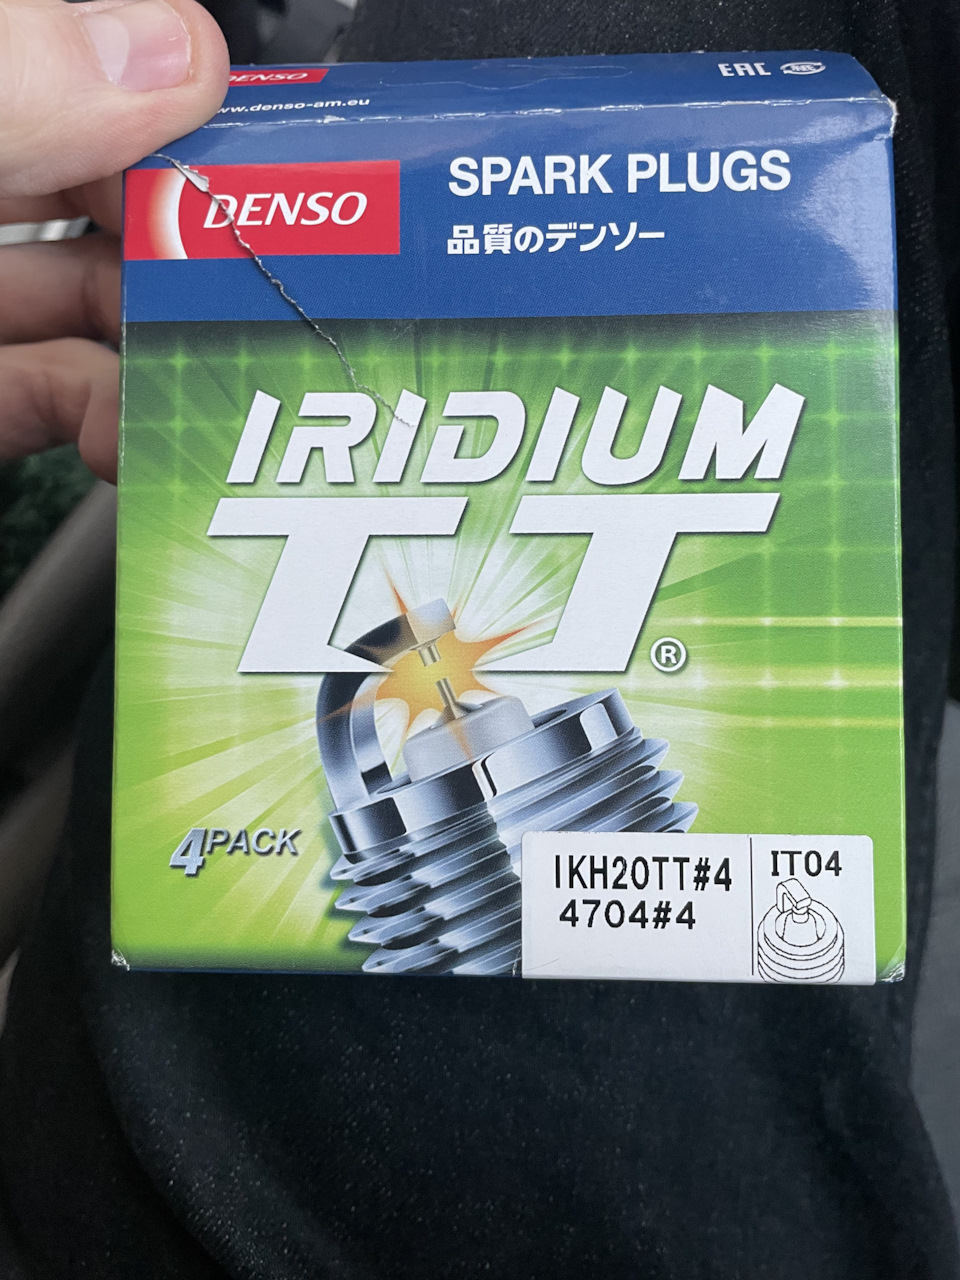 DENSO
www.denso-am.eu
EAC
DENSO
SPARK PLUGS
品質のデンソー
IRIDIUM
TT®
4PACK
IKH20TT#4
4704#4
IT04